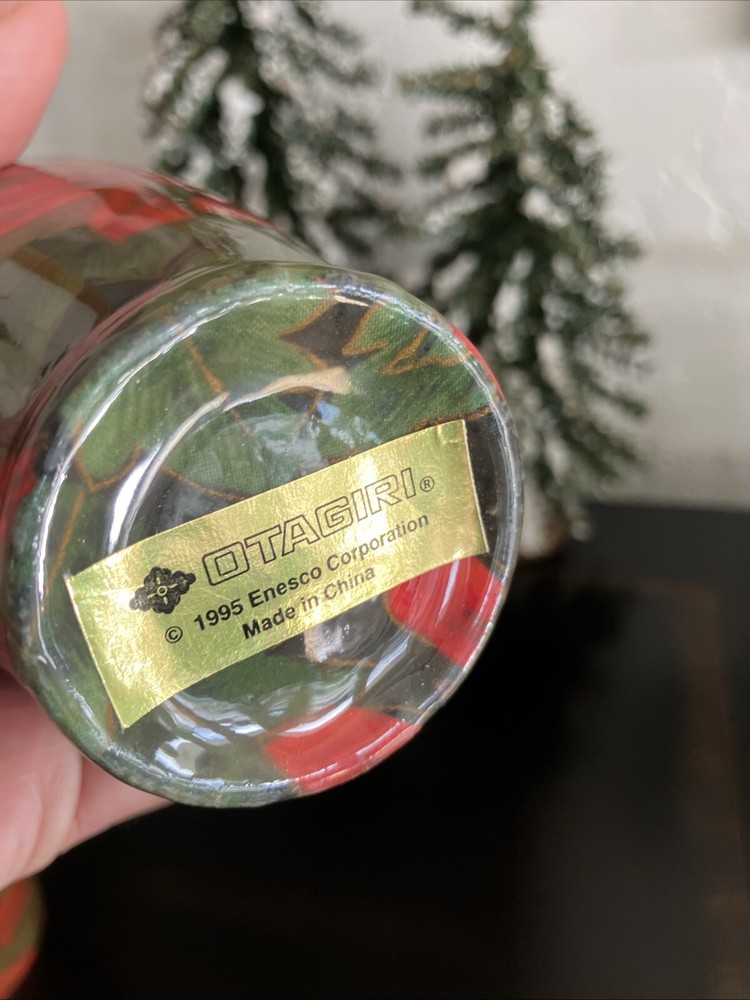 OTAGIRI®
© 1995 Enesco Corporation
Made in China